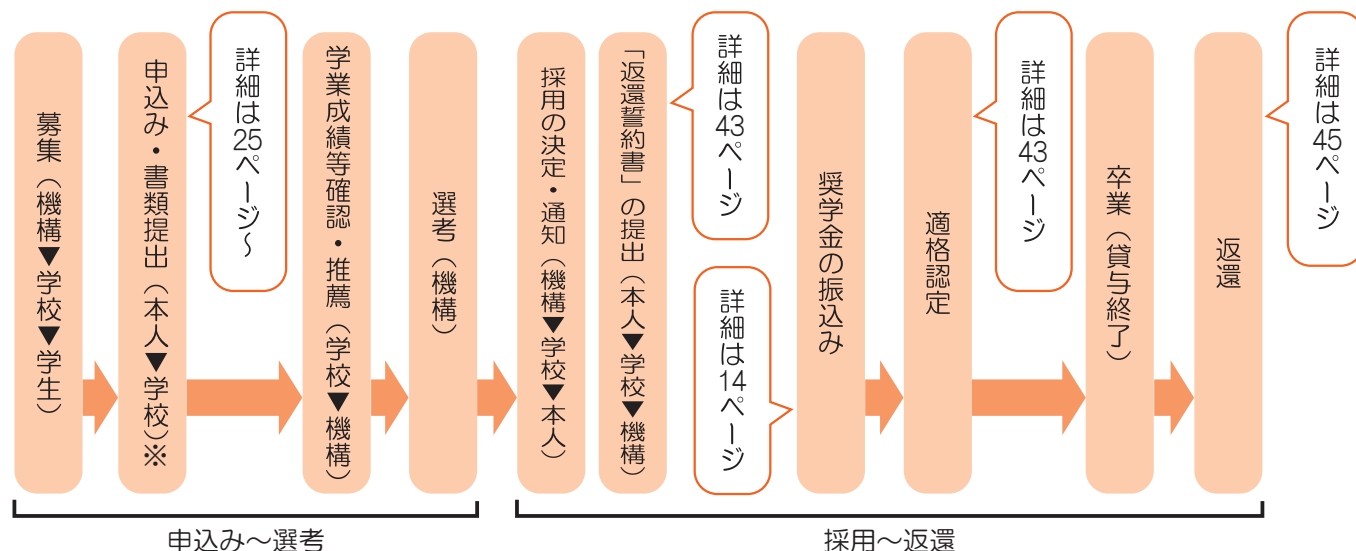 募集（機構▼学校▼学生）
申込み・書類提出（本人▼学校）※
詳細は25ページ～
学業成績等確認・推薦（学校▼機構）
選考（機構）
採用の決定・通知（機構▼学校▼本人）
「返還誓約書」の提出（本人▼学校▼機構）
詳細は43ページ
詳細は14ページ
奨学金の振込み
適格認定
詳細は43ページ
卒業（貸与終了）
返還
詳細は45ページ
申込み～選考
採用～返還